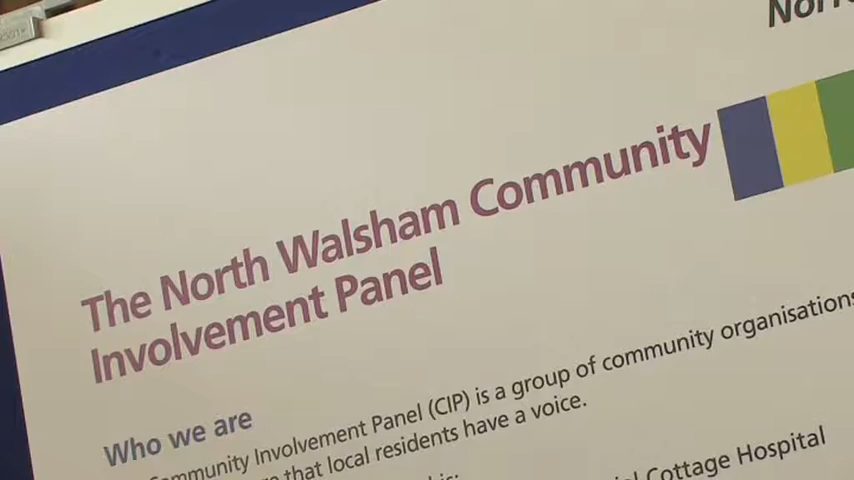 The North Walsham Community
Involvement Panel
Who we are
Community Involvement Panel (CIP) is a group of community organisations
that local residents have a voice.
Cottage Hospital